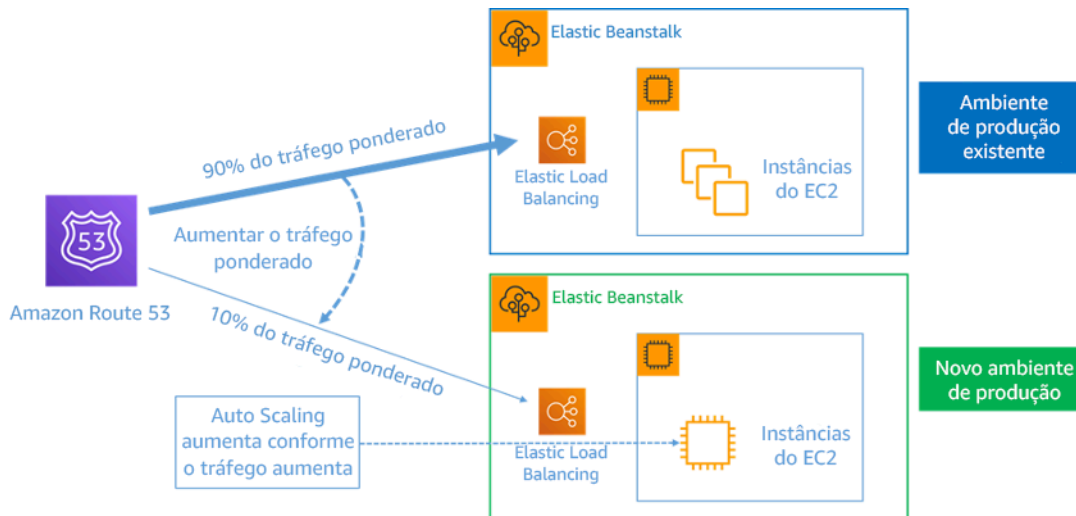 Elastic Beanstalk
90% do tráfego ponderado
Elastic Load
Balancing
Instâncias
do EC2
Ambiente
de produção
existente
53
Amazon Route 53
Aumentar o tráfego
ponderado
10% do tráfego ponderado
Elastic Beanstalk
Auto Scaling
aumenta conforme
o tráfego aumenta
Elastic Load
Balancing
Instâncias
do EC2
Novo ambiente
de produção